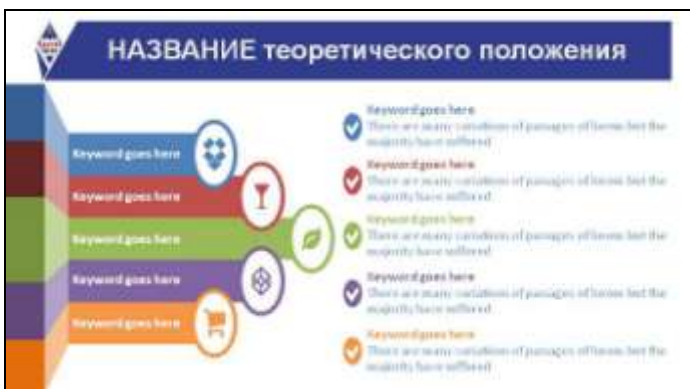 НАЗВАНИЕ теоретического положения
Keyword goes here
Keyword goes here
Keyword goes here
Keyword goes here
Keyword goes here
Keyword goes here
There are many variations of passages of lorem but the
majority have suffered
Keyword goes here
There are many variations of passages of lorem but the
majority have suffered
Keyword goes here
There are many variations of passages of lorem but the
majority have suffered
Keyword goes here
There are many variations of passages of lorem but the
majority have suffered
Keyword goes here
There are many variations of passages of lorem but the
majority have suffered